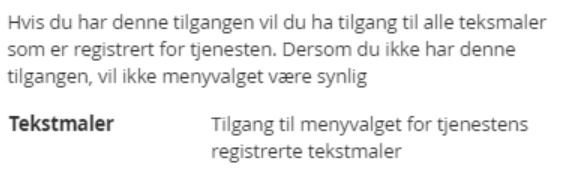 Hvis du har denne tilgangen vil du ha tilgang til alle teksmaler
som er registrert for tjenesten. Dersom du ikke har denne
tilgangen, vil ikke menyvalget være synlig
Tekstmaler Tilgang til menyvalget for tjenestens
registrerte tekstmaler